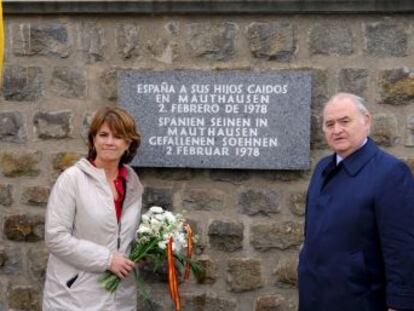 ESPAÑA A SUS HIJOS CAIDOS
EN MAUTHAUSEN
2. FEBRERO DE 1978
SPANIEN SEINEN IN
MAUTHAUSEN
GEFALLENEN SOEHNEN
2. FEBRUAR 1978